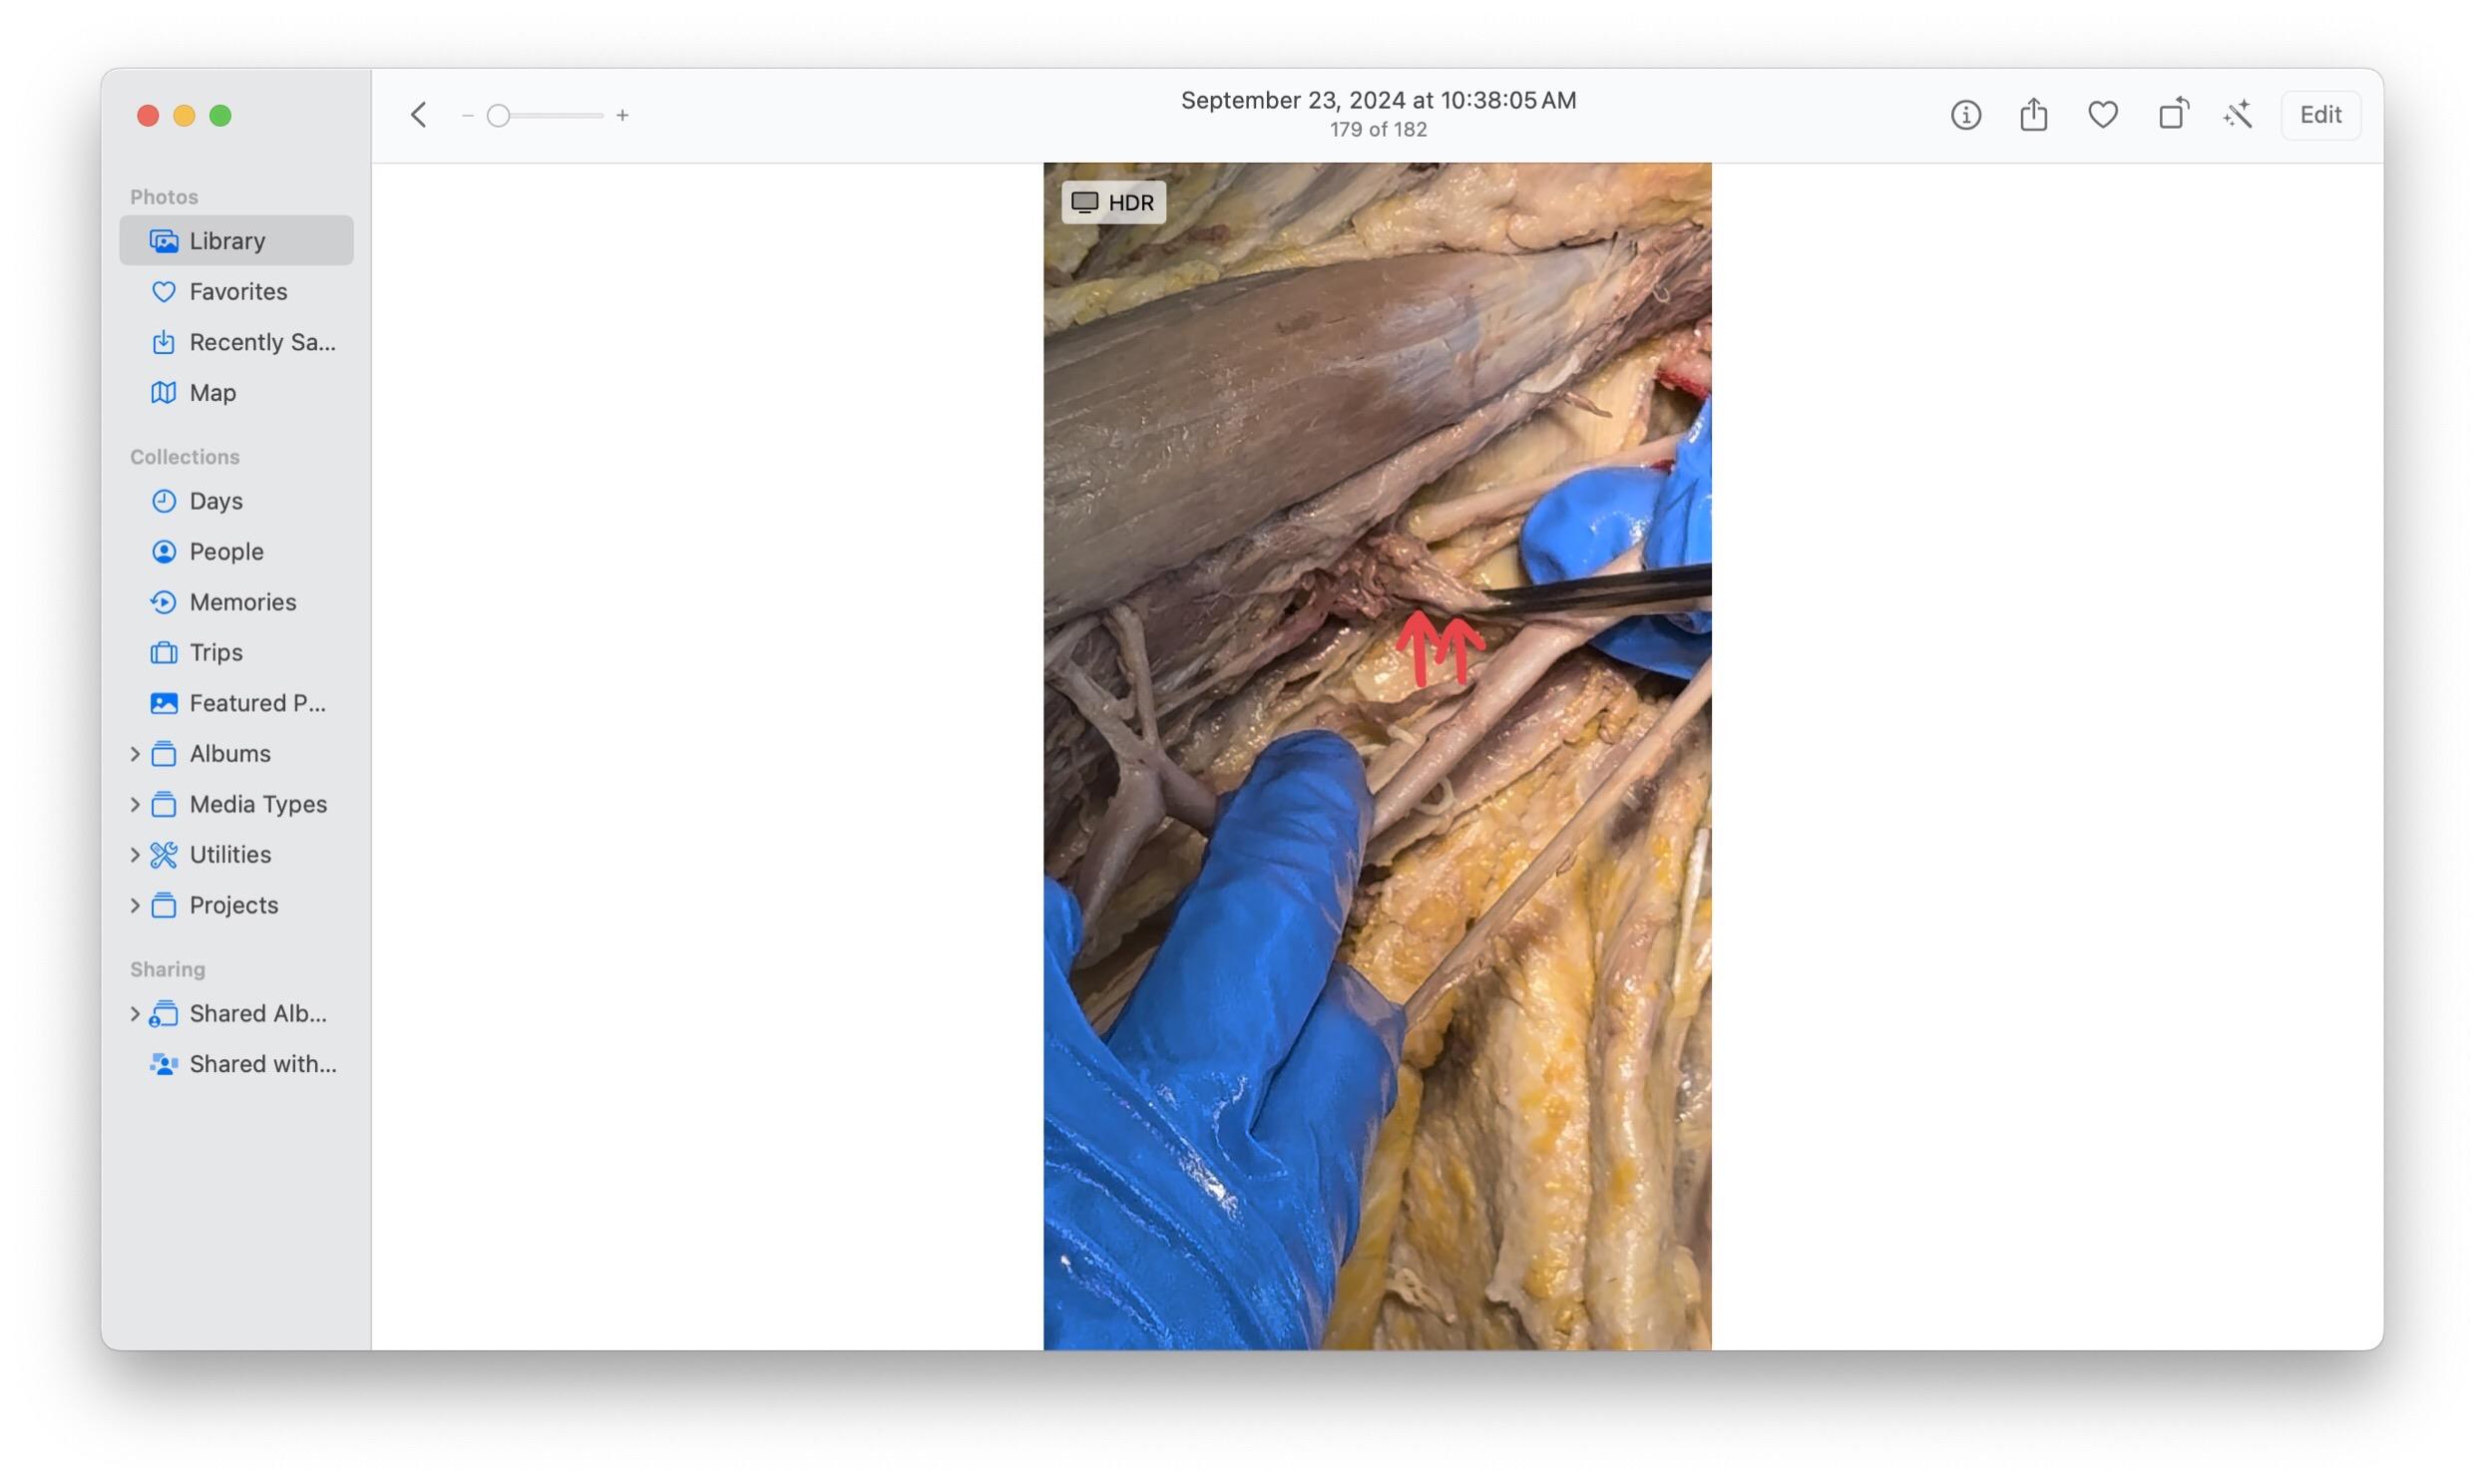 September 23, 2024 at 10:38:05 AM
179 of 182
Edit
Photos
Library
Favorites
Recently Sa...
Map
Collections
Days
People
Memories
Trips
Featured P...
Albums
Media Types
Utilities
Projects
Sharing
Shared Alb...
Shared with...
HDR